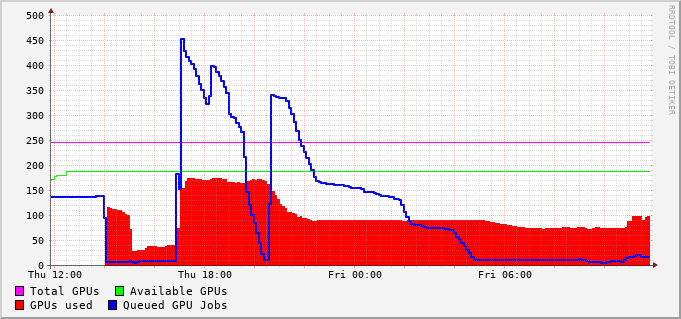 500
450
400
350
300
250
200
150
100
50
0
Thu 12:00 Thu 18:00 Fri 00:00 Fri 06:00
Total GPUs Available GPUs
GPUs used Queued GPU Jobs
RRDTOOL / TOBI OETIKER